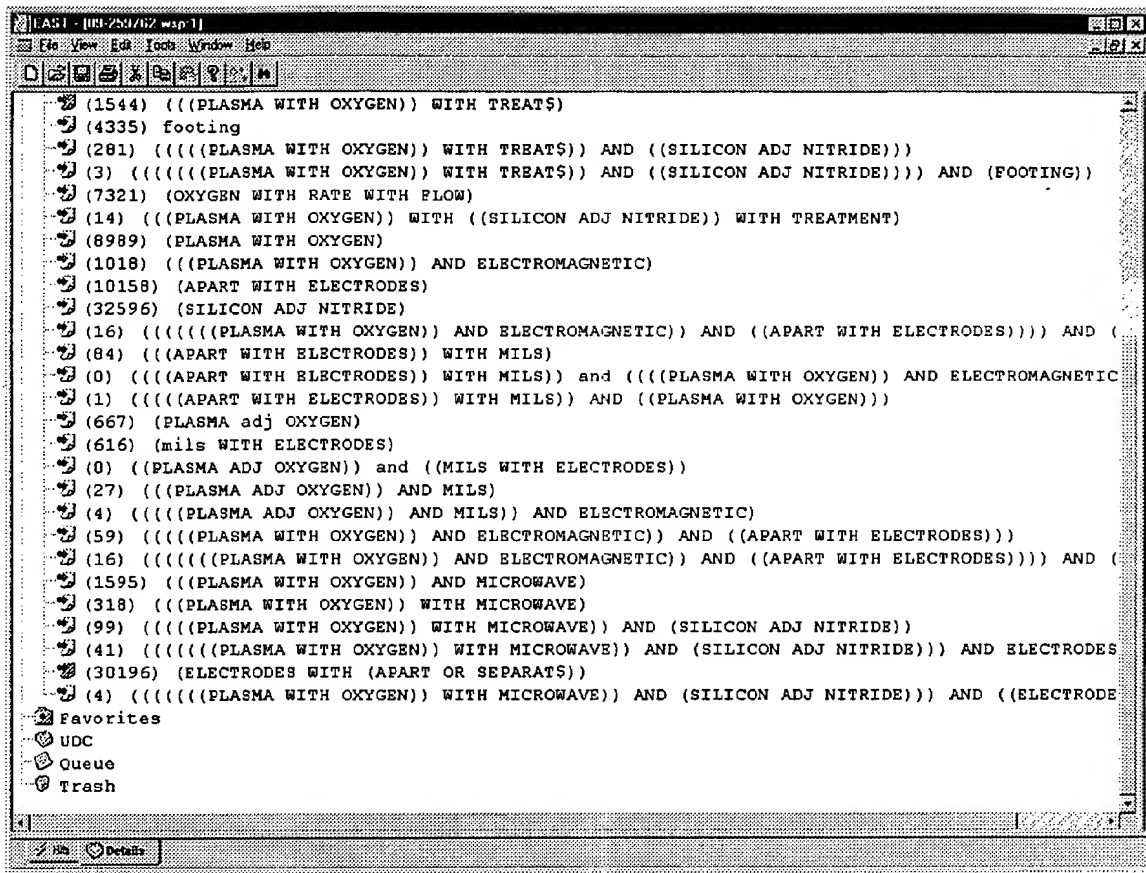 EAST - [09-259762.wsp:1]
File View Edit Tools Window Help
(1544) (((PLASMA WITH OXYGEN)) WITH TREAT$)
(4335) footing
(281) (((((PLASMA WITH OXYGEN)) WITH TREAT$)) AND ((SILICON ADJ NITRIDE)))
(3) (((((((PLASMA WITH OXYGEN)) WITH TREAT$)) AND ((SILICON ADJ NITRIDE)))) AND (FOOTING))
(7321) (OXYGEN WITH RATE WITH FLOW)
(14) (((PLASMA WITH OXYGEN)) WITH ((SILICON ADJ NITRIDE)) WITH TREATMENT)
(8989) (PLASMA WITH OXYGEN)
(1018) (((PLASMA WITH OXYGEN)) AND ELECTROMAGNETIC)
(10158) (APART WITH ELECTRODES)
(32596) (SILICON ADJ NITRIDE)
(16) (((((((PLASMA WITH OXYGEN)) AND ELECTROMAGNETIC)) AND ((APART WITH ELECTRODES)))) AND (
(84) (((APART WITH ELECTRODES)) WITH MILS)
(0) ((((APART WITH ELECTRODES)) WITH MILS)) and ((((PLASMA WITH OXYGEN)) AND ELECTROMAGNETIC
(1) (((((APART WITH ELECTRODES)) WITH MILS)) AND ((PLASMA WITH OXYGEN)))
(667) (PLASMA adj OXYGEN)
(616) (mils WITH ELECTRODES)
(0) ((PLASMA ADJ OXYGEN)) and ((MILS WITH ELECTRODES))
(27) (((PLASMA ADJ OXYGEN)) AND MILS)
(4) (((((PLASMA ADJ OXYGEN)) AND MILS)) AND ELECTROMAGNETIC)
(59) (((((PLASMA WITH OXYGEN)) AND ELECTROMAGNETIC)) AND ((APART WITH ELECTRODES)))
(16) (((((((PLASMA WITH OXYGEN)) AND ELECTROMAGNETIC)) AND ((APART WITH ELECTRODES)))) AND (
(1595) (((PLASMA WITH OXYGEN)) AND MICROWAVE)
(318) (((PLASMA WITH OXYGEN)) WITH MICROWAVE)
(99) (((((PLASMA WITH OXYGEN)) WITH MICROWAVE)) AND (SILICON ADJ NITRIDE))
(41) (((((((PLASMA WITH OXYGEN)) WITH MICROWAVE)) AND (SILICON ADJ NITRIDE))) AND ELECTRODES
(30196) (ELECTRODES WITH (APART OR SEPARAT$))
(4) (((((((PLASMA WITH OXYGEN)) WITH MICROWAVE)) AND (SILICON ADJ NITRIDE))) AND ((ELECTRODE
Favorites
UDC
Queue
Trash
Hits Details